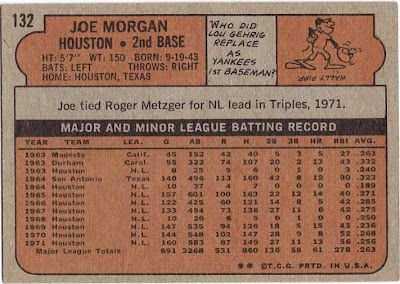 132
JOE MORGAN
HOUSTON • 2nd BASE
HT: 5'7" WT: 150 BORN: 9-19-43
BATS: LEFT THROWS: RIGHT
HOME: HOUSTON, TEXAS
WHO DID
LOU GEHRIG
REPLACE
AS
YANKEES
1ST BASEMAN?
WALLY PIPP.
Joe tied Roger Metzger for NL lead in Triples, 1971.
MAJOR AND MINOR LEAGUE BATTING RECORD
YEAR TEAM LEA. G AB R H 2B 3B HR RBI AVG.
1963 Modesto Calif. 45 152 42 40 5 3 5 27 .263
1963 Durham Carol. 95 322 74 107 20 2 13 43 .332
1963 Houston N.L. 8 25 5 6 0 1 0 3 .240
1964 San Antonio Texas 140 496 113 160 42 8 12 90 .323
1964 Houston N.L. 10 37 4 7 0 0 0 0 .189
1965 Houston N.L. 157 601 100 163 22 12 14 40 .271
1966 Houston N.L. 122 425 60 121 14 8 5 42 .285
1967 Houston N.L. 133 494 73 136 27 11 6 42 .275
1968 Houston N.L. 10 20 6 5 0 1 0 0 .250
1969 Houston N.L. 147 535 94 126 18 5 15 43 .236
1970 Houston N.L. 144 548 102 147 28 9 8 52 .268
1971 Houston N.L. 160 583 87 149 27 11 13 56 .256
Major League Totals 891 3268 531 860 136 58 61 278 .263
** ©T.C.G. PRTD. IN U.S.A.